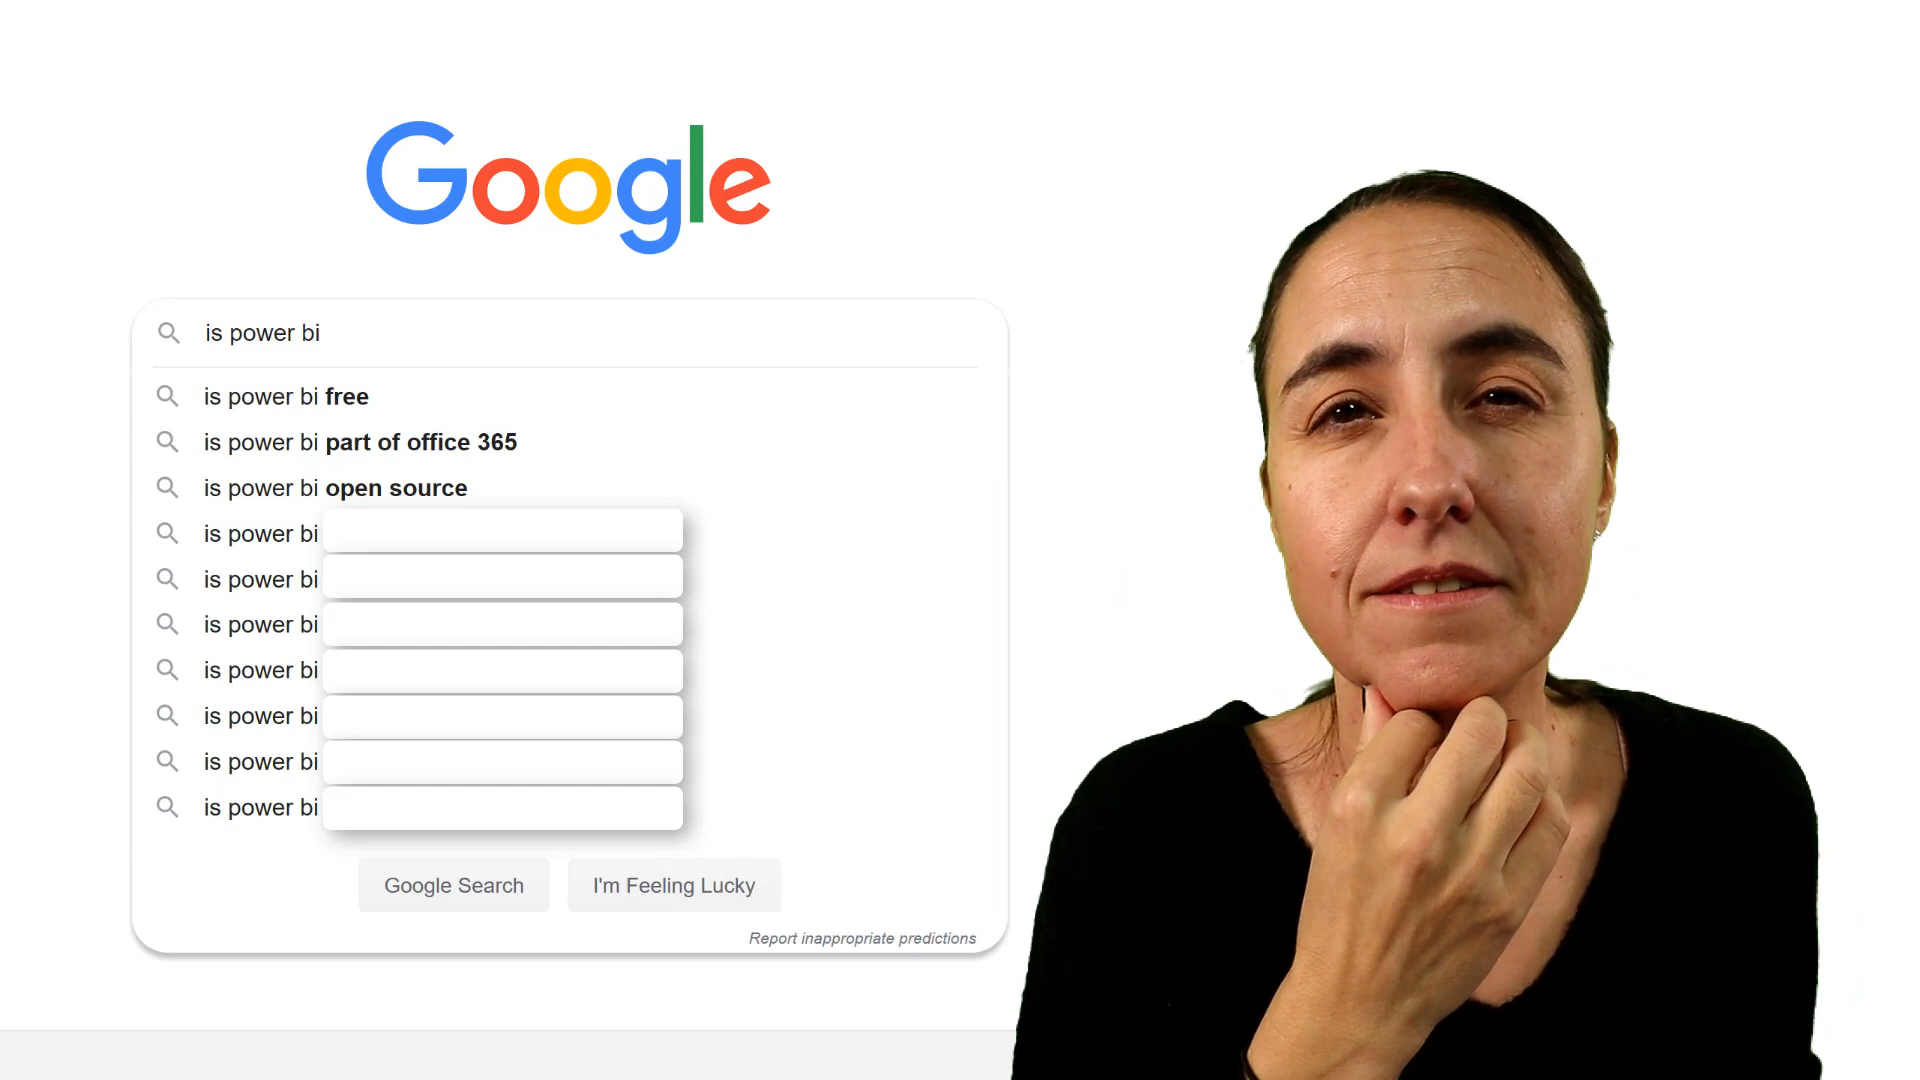 Google
is power bi
is power bi free
is power bi part of office 365
is power bi open source
is power bi
is power bi
is power bi
is power bi
is power bi
is power bi
is power bi
Google Search
I'm Feeling Lucky
Report inappropriate predictions